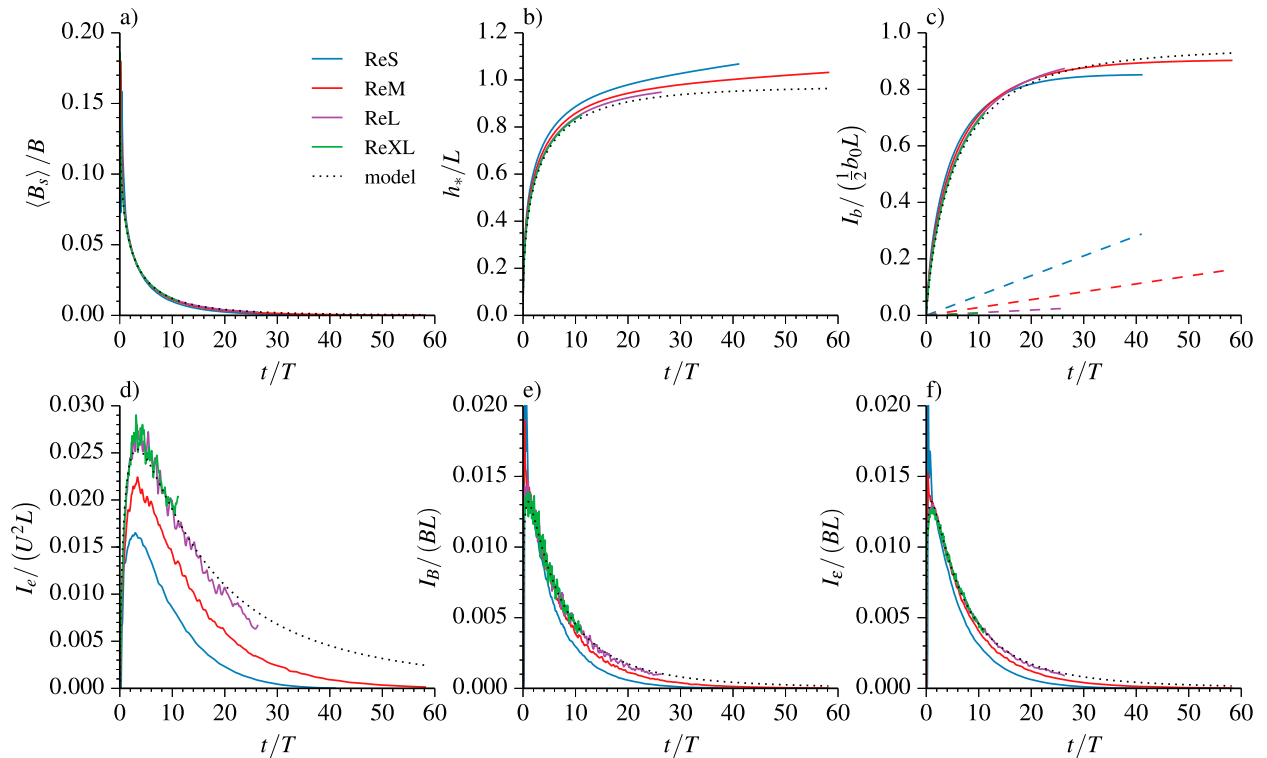 a)
⟨B_s⟩/B
0.20
0.15
0.10
0.05
0.00
0 10 20 30 40 50 60
t/T
ReS
ReM
ReL
ReXL
model
b)
h_*/L
1.2
1.0
0.8
0.6
0.4
0.2
0.0
0 10 20 30 40 50 60
t/T
c)
I_b/(½b_0L)
1.0
0.8
0.6
0.4
0.2
0.0
0 10 20 30 40 50 60
t/T
d)
I_e/(U²L)
0.030
0.025
0.020
0.015
0.010
0.005
0.000
0 10 20 30 40 50 60
t/T
e)
I_B/(BL)
0.020
0.015
0.010
0.005
0.000
0 10 20 30 40 50 60
t/T
f)
I_ε/(BL)
0.020
0.015
0.010
0.005
0.000
0 10 20 30 40 50 60
t/T